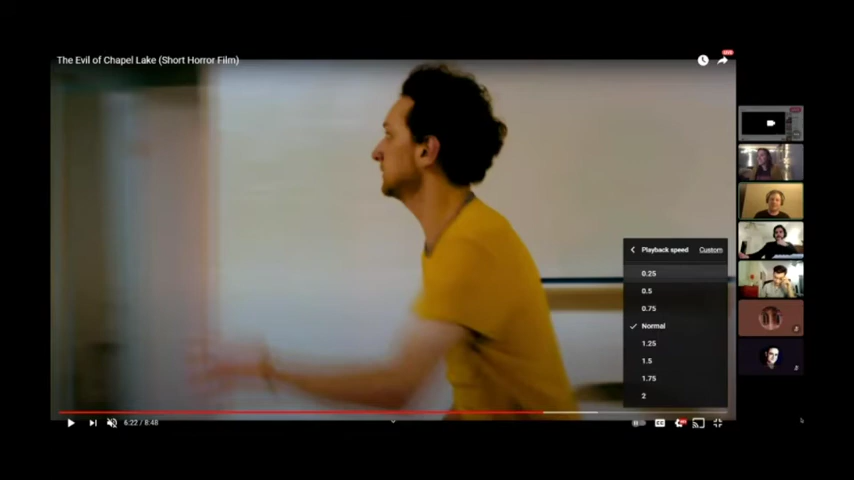 The Evil of Chapel Lake (Short Horror Film)
Playback speed Custom
0.25
0.5
0.75
Normal
1.25
1.5
1.75
2
6:22 / 8:48